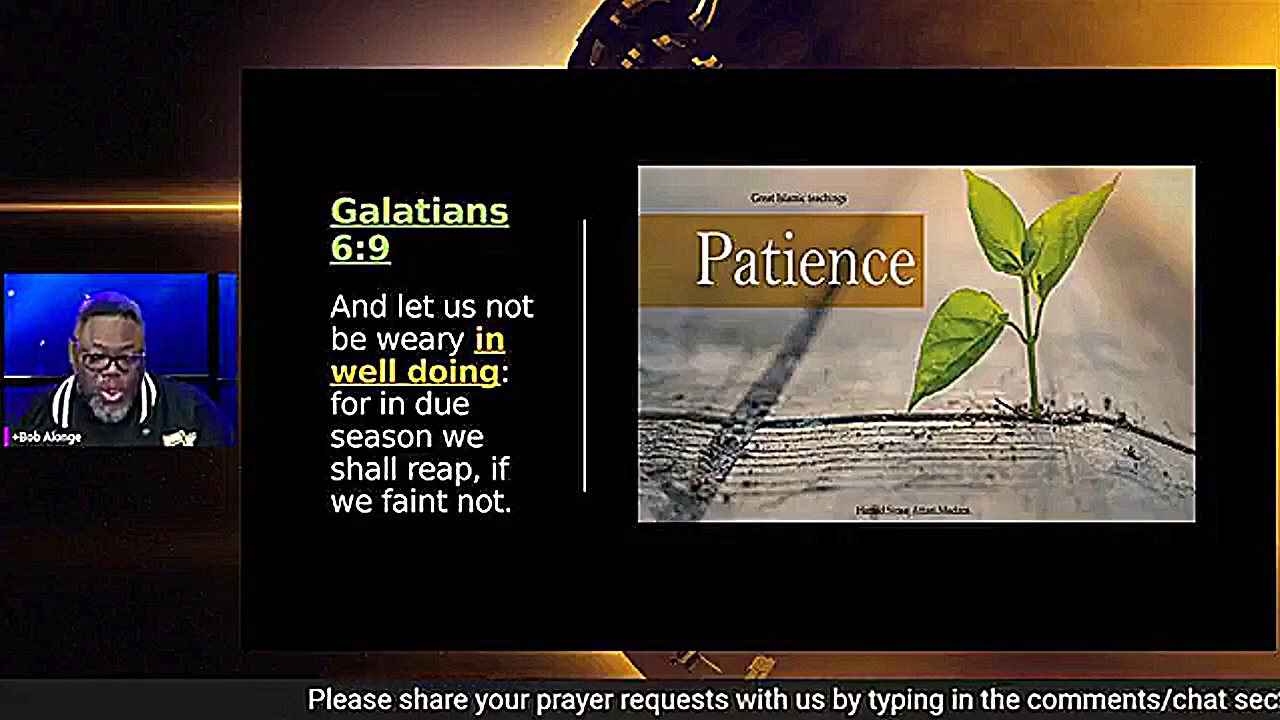 Galatians
6:9
And let us not
be weary in
well doing:
for in due
season we
shall reap, if
we faint not.
Great Islamic teachings
Patience
+Bob Alonge
Please share your prayer requests with us by typing in the comments/chat sec